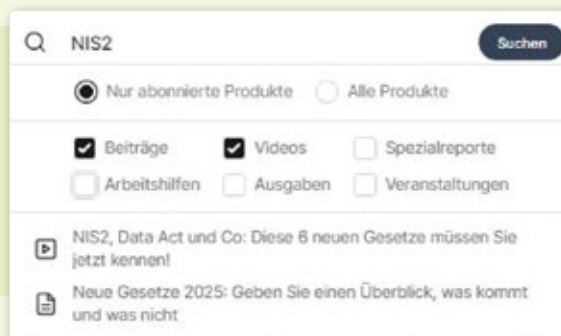 NIS2
Suchen
Nur abonnierte Produkte Alle Produkte
Beiträge Videos Spezialreporte
Arbeitshilfen Ausgaben Veranstaltungen
NIS2, Data Act und Co: Diese 6 neuen Gesetze müssen Sie
jetzt kennen!
Neue Gesetze 2025: Geben Sie einen Überblick, was kommt
und was nicht